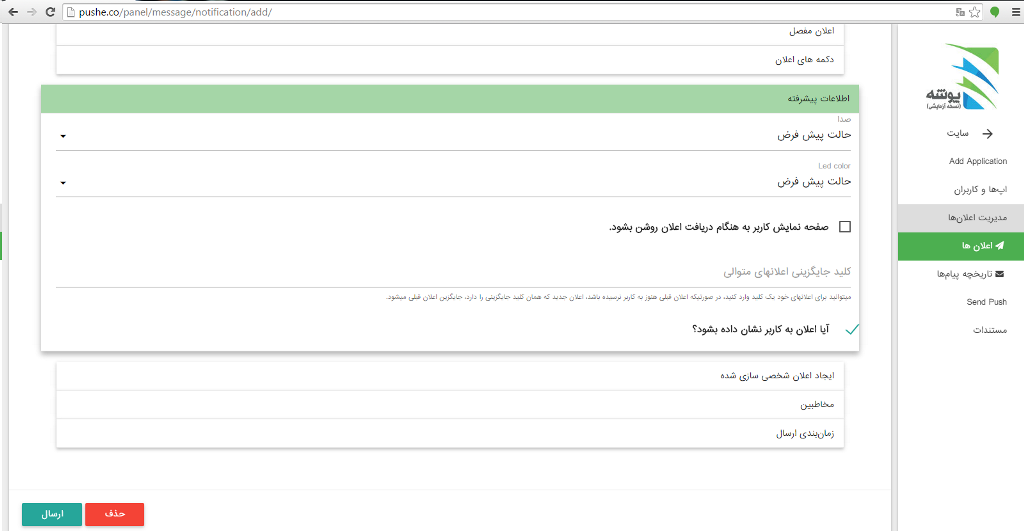 pushe.co/panel/message/notification/add/
پوشه
(نسخه آزمایشی)
سایت
Add Application
اپ‌ها و کاربران
مدیریت اعلان‌ها
اعلان ها
تاریخچه پیام‌ها
Send Push
مستندات
اعلان مفصل
دکمه های اعلان
اطلاعات پیشرفته
صدا
حالت پیش فرض
Led color
حالت پیش فرض
صفحه نمایش کاربر به هنگام دریافت اعلان روشن بشود.
کلید جایگزینی اعلانهای متوالی
میتوانید برای اعلانهای خود یک کلید وارد کنید، در صورتیکه اعلان قبلی هنوز به کاربر نرسیده باشد، اعلان جدید که همان کلید جایگزینی را دارد، جایگزین اعلان قبلی میشود.
آیا اعلان به کاربر نشان داده بشود؟
ایجاد اعلان شخصی سازی شده
مخاطبین
زمان‌بندی ارسال
حذف
ارسال